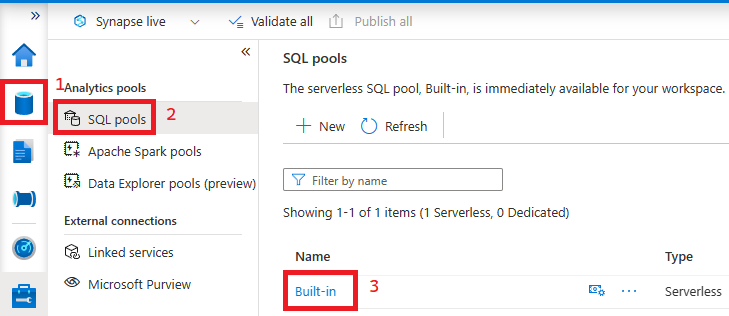 »
Synapse live
Validate all
Publish all
«
1
Analytics pools
SQL pools
2
Apache Spark pools
Data Explorer pools (preview)
External connections
Linked services
Microsoft Purview
SQL pools
The serverless SQL pool, Built-in, is immediately available for your workspace.
New
Refresh
Filter by name
Showing 1-1 of 1 items (1 Serverless, 0 Dedicated)
Name Type
Built-in 3 ... Serverless